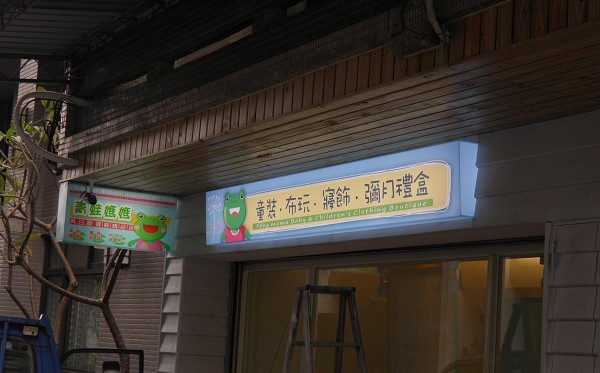 青蛙媽媽
童裝・布玩・寢飾・彌月禮盒
Frog mama Baby & Children's Clothing Boutique